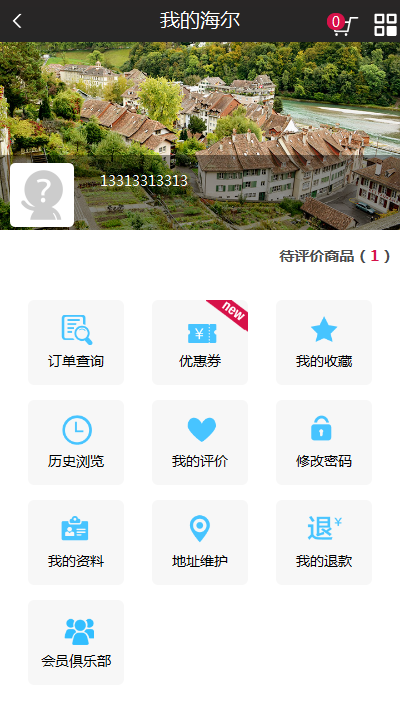 我的海尔
0
13313313313
待评价商品（1）
new
¥
订单查询
优惠券
我的收藏
历史浏览
我的评价
修改密码
退¥
我的资料
地址维护
我的退款
会员俱乐部